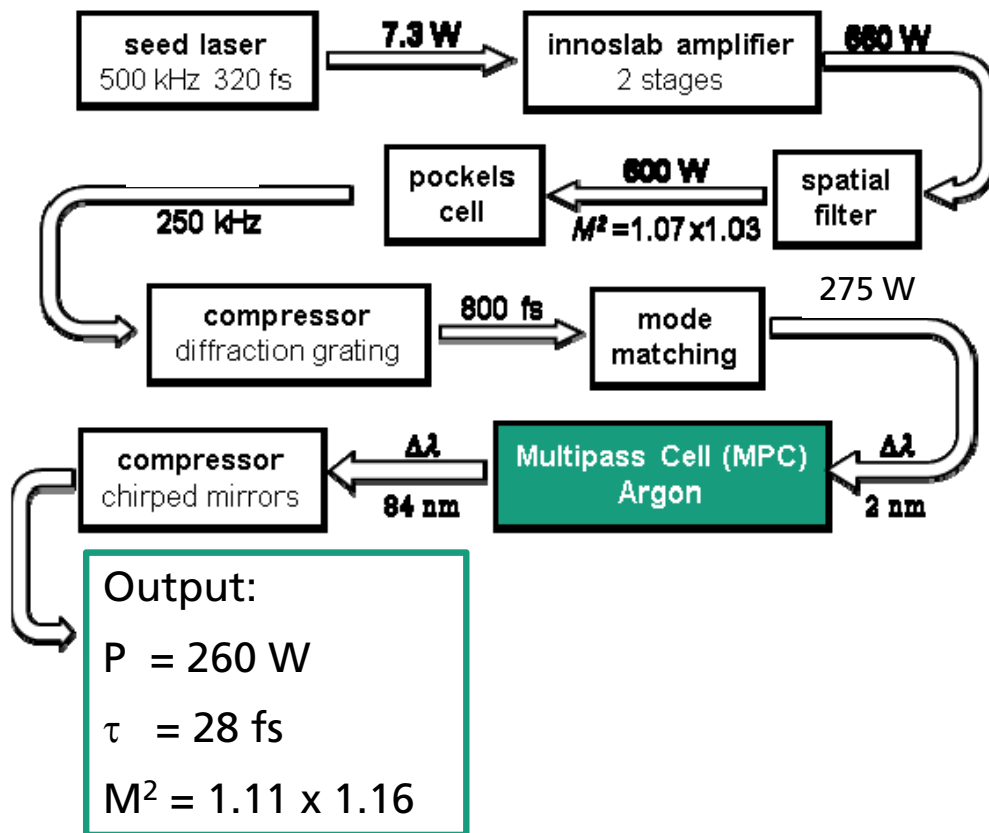 seed laser
500 kHz 320 fs
7.3 W
innoslab amplifier
2 stages
660 W
spatial
filter
600 W
M² =1.07x1.03
pockels
cell
250 kHz
compressor
diffraction grating
800 fs
mode
matching
275 W
Δλ
2 nm
Multipass Cell (MPC)
Argon
Δλ
84 nm
compressor
chirped mirrors
Output:
P = 260 W
τ = 28 fs
M² = 1.11 x 1.16